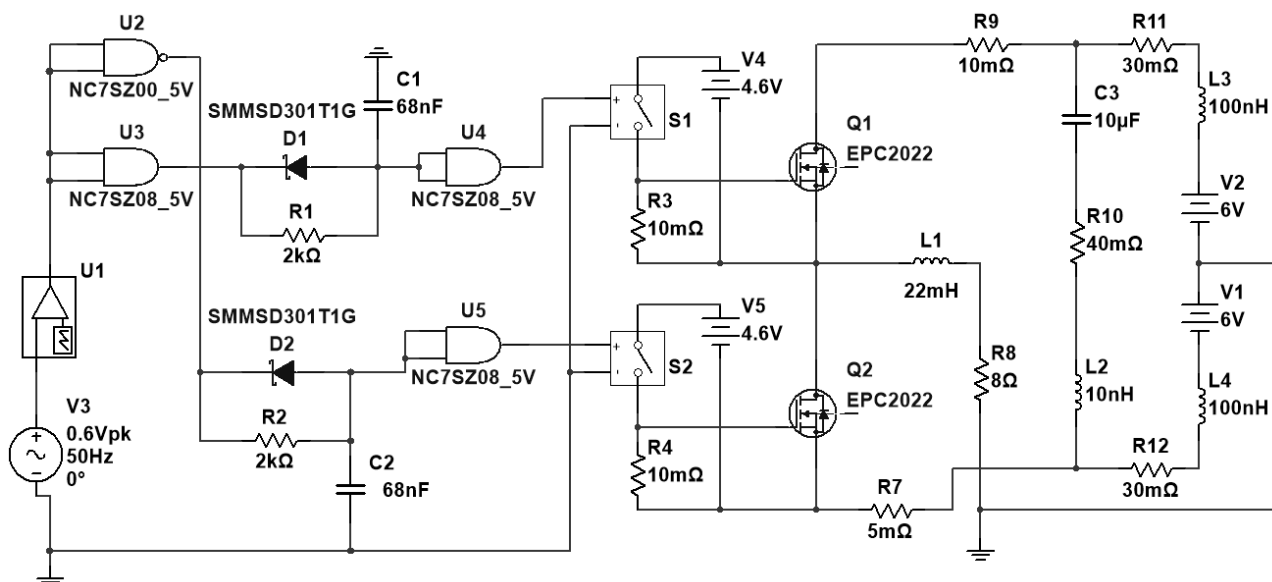 U2
NC7SZ00_5V
U3
NC7SZ08_5V
SMMSD301T1G
D1
R1
2kΩ
C1
68nF
U4
NC7SZ08_5V
U1
V3
0.6Vpk
50Hz
0°
SMMSD301T1G
D2
R2
2kΩ
C2
68nF
U5
NC7SZ08_5V
+
-
S1
V4
4.6V
R3
10mΩ
+
-
S2
V5
4.6V
R4
10mΩ
Q1
EPC2022
L1
22mH
Q2
EPC2022
R7
5mΩ
R8
8Ω
R9
10mΩ
C3
10µF
R10
40mΩ
L2
10nH
R11
30mΩ
L3
100nH
V2
6V
V1
6V
L4
100nH
R12
30mΩ